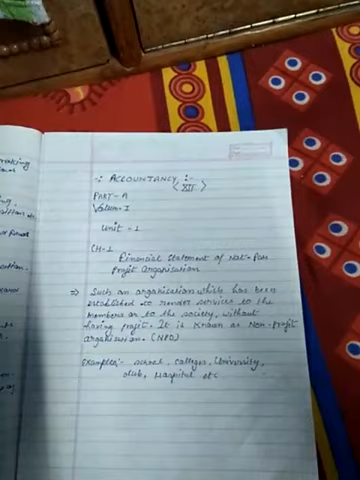 -: ACCOUNTANCY :-
<XII>
PART-A
Volum-I
Unit-1
CH-1
Financial Statement of Not-For
Profit Organisation
⇒ Such an organisation which has been
established to render services to the
members or to the society, without
having profit. It is known as Non-profit
organisation. (NPO)
Examples:- school, colleges, University,
club, Hospital etc